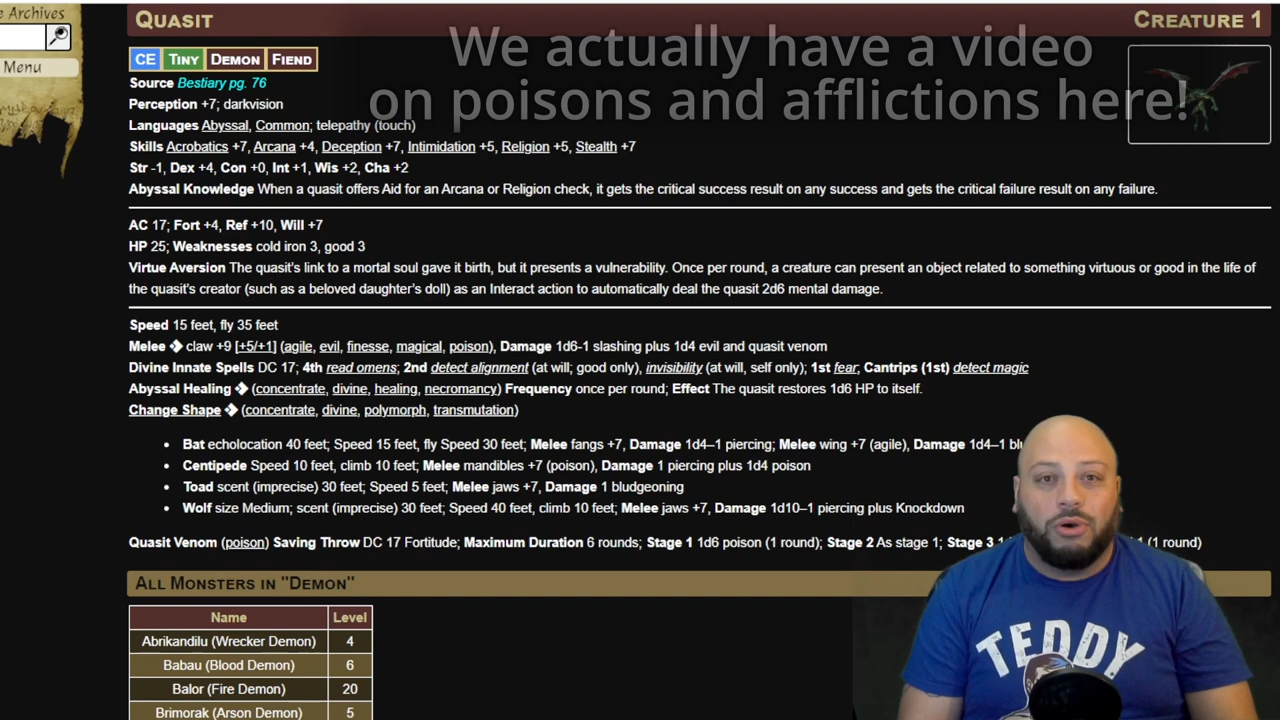 Archives
Menu
QUASIT
CREATURE 1
We actually have a video
on poisons and afflictions here!
CE TINY DEMON FIEND
Source Bestiary pg. 76
Perception +7; darkvision
Languages Abyssal, Common; telepathy (touch)
Skills Acrobatics +7, Arcana +4, Deception +7, Intimidation +5, Religion +5, Stealth +7
Str -1, Dex +4, Con +0, Int +1, Wis +2, Cha +2
Abyssal Knowledge When a quasit offers Aid for an Arcana or Religion check, it gets the critical success result on any success and gets the critical failure result on any failure.
AC 17; Fort +4, Ref +10, Will +7
HP 25; Weaknesses cold iron 3, good 3
Virtue Aversion The quasit's link to a mortal soul gave it birth, but it presents a vulnerability. Once per round, a creature can present an object related to something virtuous or good in the life of
the quasit's creator (such as a beloved daughter's doll) as an Interact action to automatically deal the quasit 2d6 mental damage.
Speed 15 feet, fly 35 feet
Melee claw +9 [+5/+1] (agile, evil, finesse, magical, poison), Damage 1d6-1 slashing plus 1d4 evil and quasit venom
Divine Innate Spells DC 17; 4th read omens; 2nd detect alignment (at will; good only), invisibility (at will, self only); 1st fear, Cantrips (1st) detect magic
Abyssal Healing (concentrate, divine, healing, necromancy) Frequency once per round; Effect The quasit restores 1d6 HP to itself.
Change Shape (concentrate, divine, polymorph, transmutation)
• Bat echolocation 40 feet; Speed 15 feet, fly Speed 30 feet; Melee fangs +7, Damage 1d4–1 piercing; Melee wing +7 (agile), Damage 1d4–1
• Centipede Speed 10 feet, climb 10 feet; Melee mandibles +7 (poison), Damage 1 piercing plus 1d4 poison
• Toad scent (imprecise) 30 feet; Speed 5 feet; Melee jaws +7, Damage 1 bludgeoning
• Wolf size Medium; scent (imprecise) 30 feet; Speed 40 feet, climb 10 feet; Melee jaws +7, Damage 1d10–1 piercing plus Knockdown
Quasit Venom (poison) Saving Throw DC 17 Fortitude; Maximum Duration 6 rounds; Stage 1 1d6 poison (1 round); Stage 2 As stage 1; Stage 3 (1 round)
ALL MONSTERS IN "DEMON"
Name Level
Abrikandilu (Wrecker Demon) 4
Babau (Blood Demon) 6
Balor (Fire Demon) 20
Brimorak (Arson Demon) 5
TEDDY